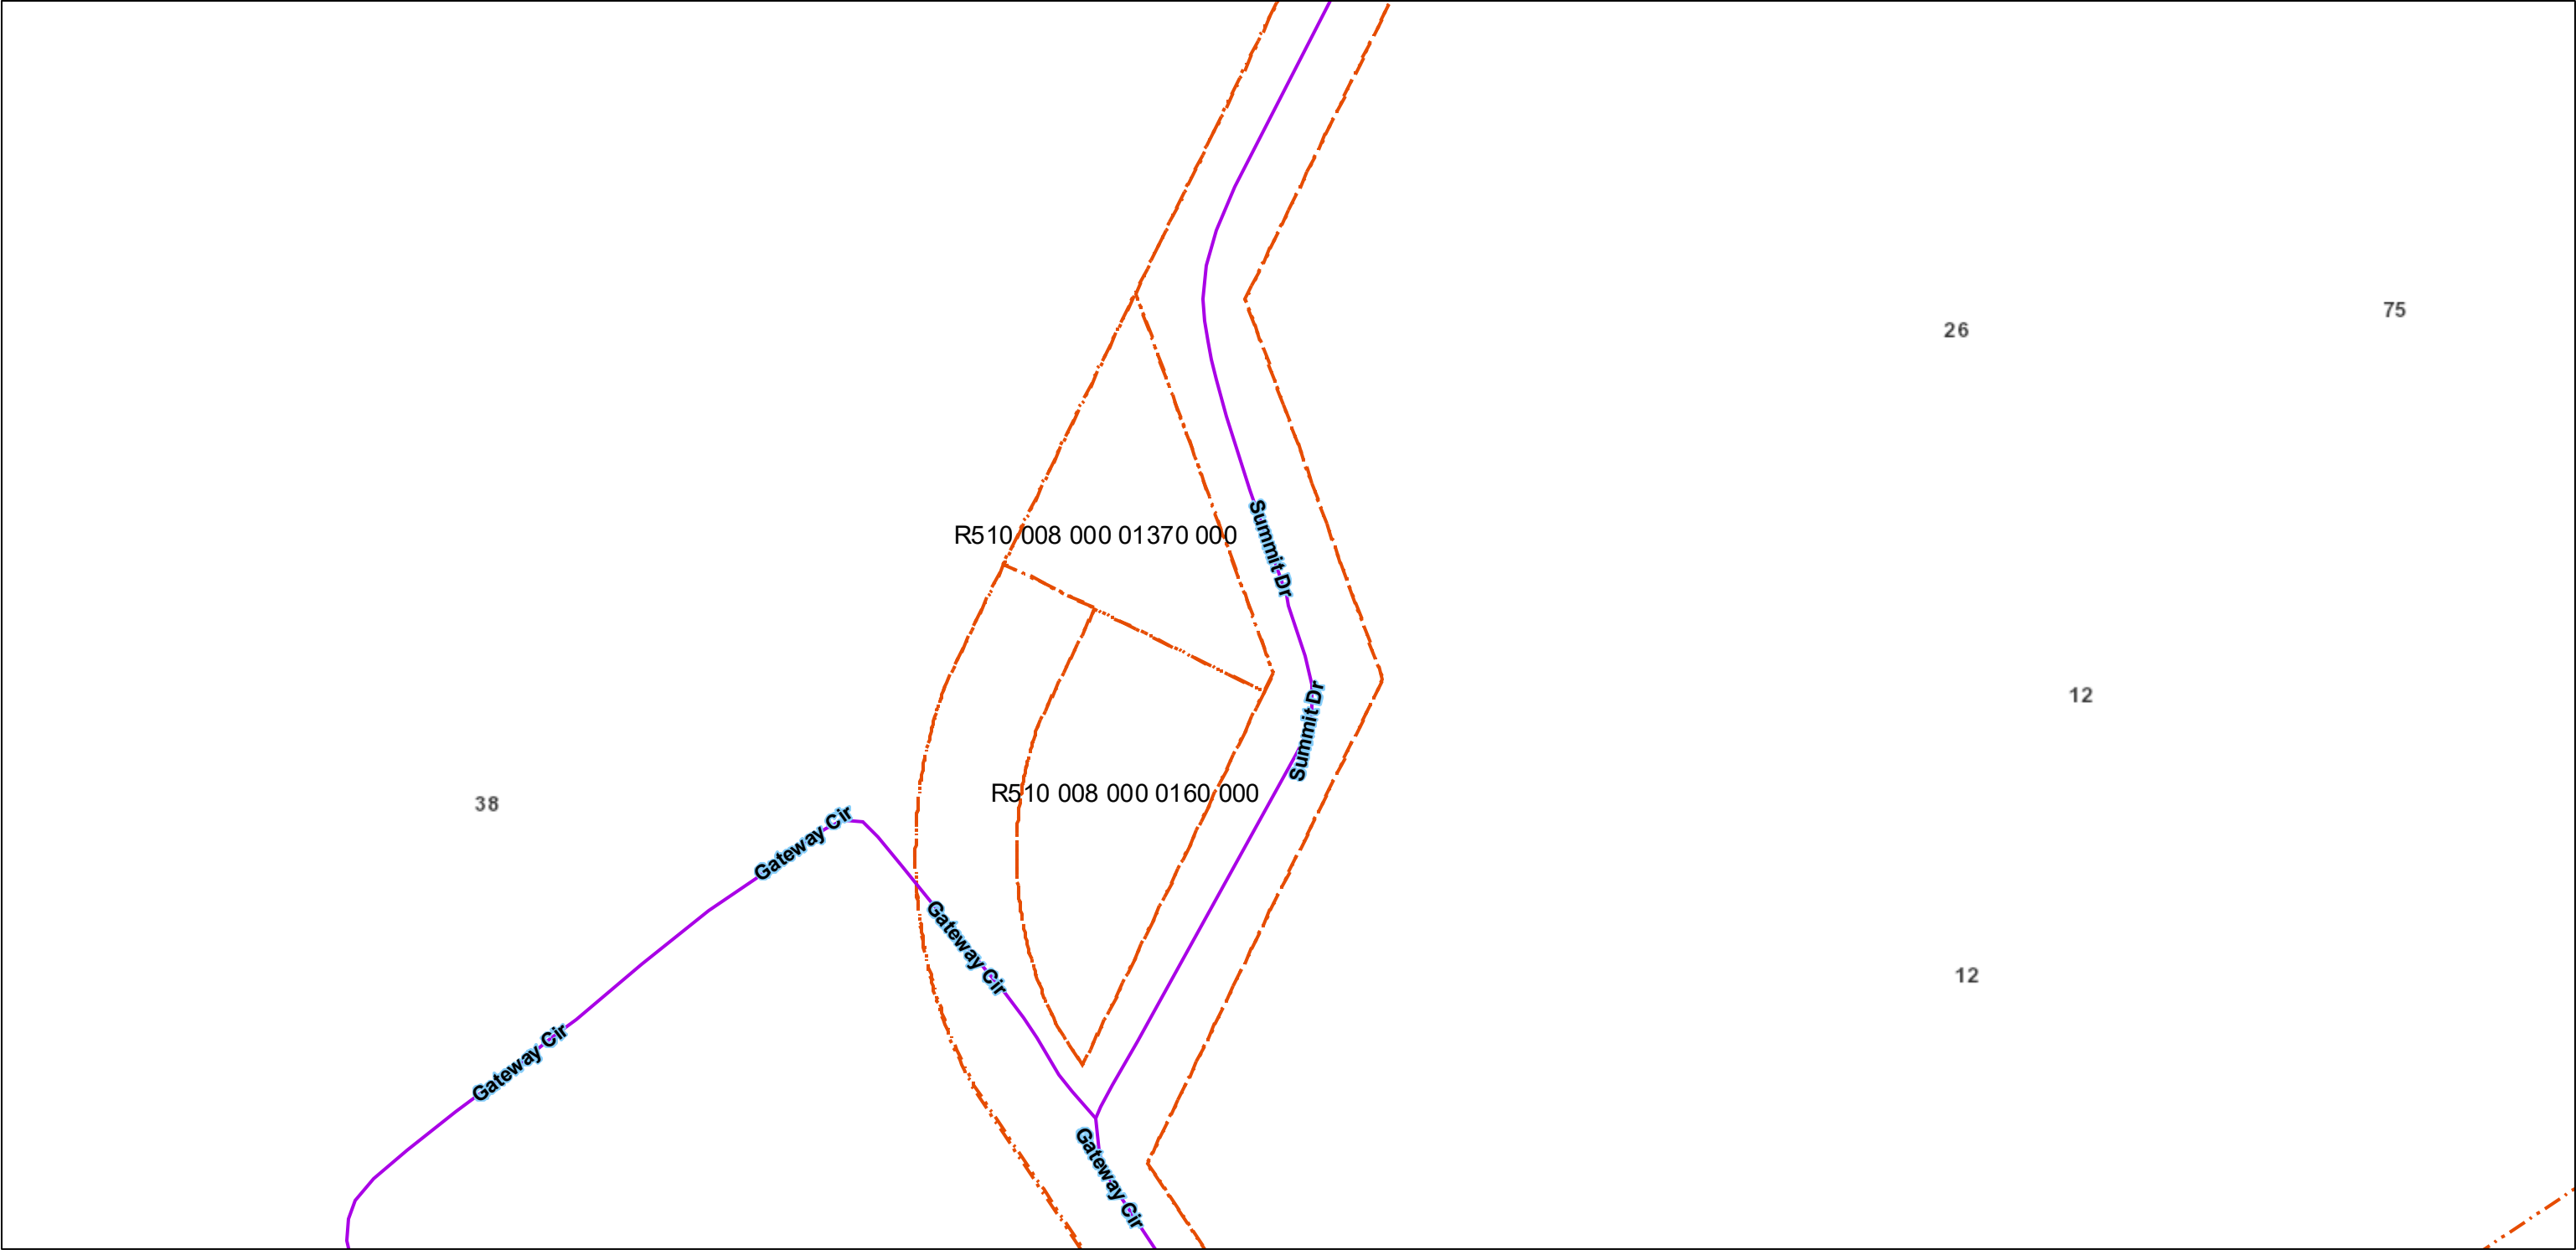 75
26
Summit Dr
R510 008 000 01370 000
Summit Dr
12
R510 008 000 0160 000
38
Gateway Cir
Gateway Cir
12
Gateway Cir
Gateway Cir